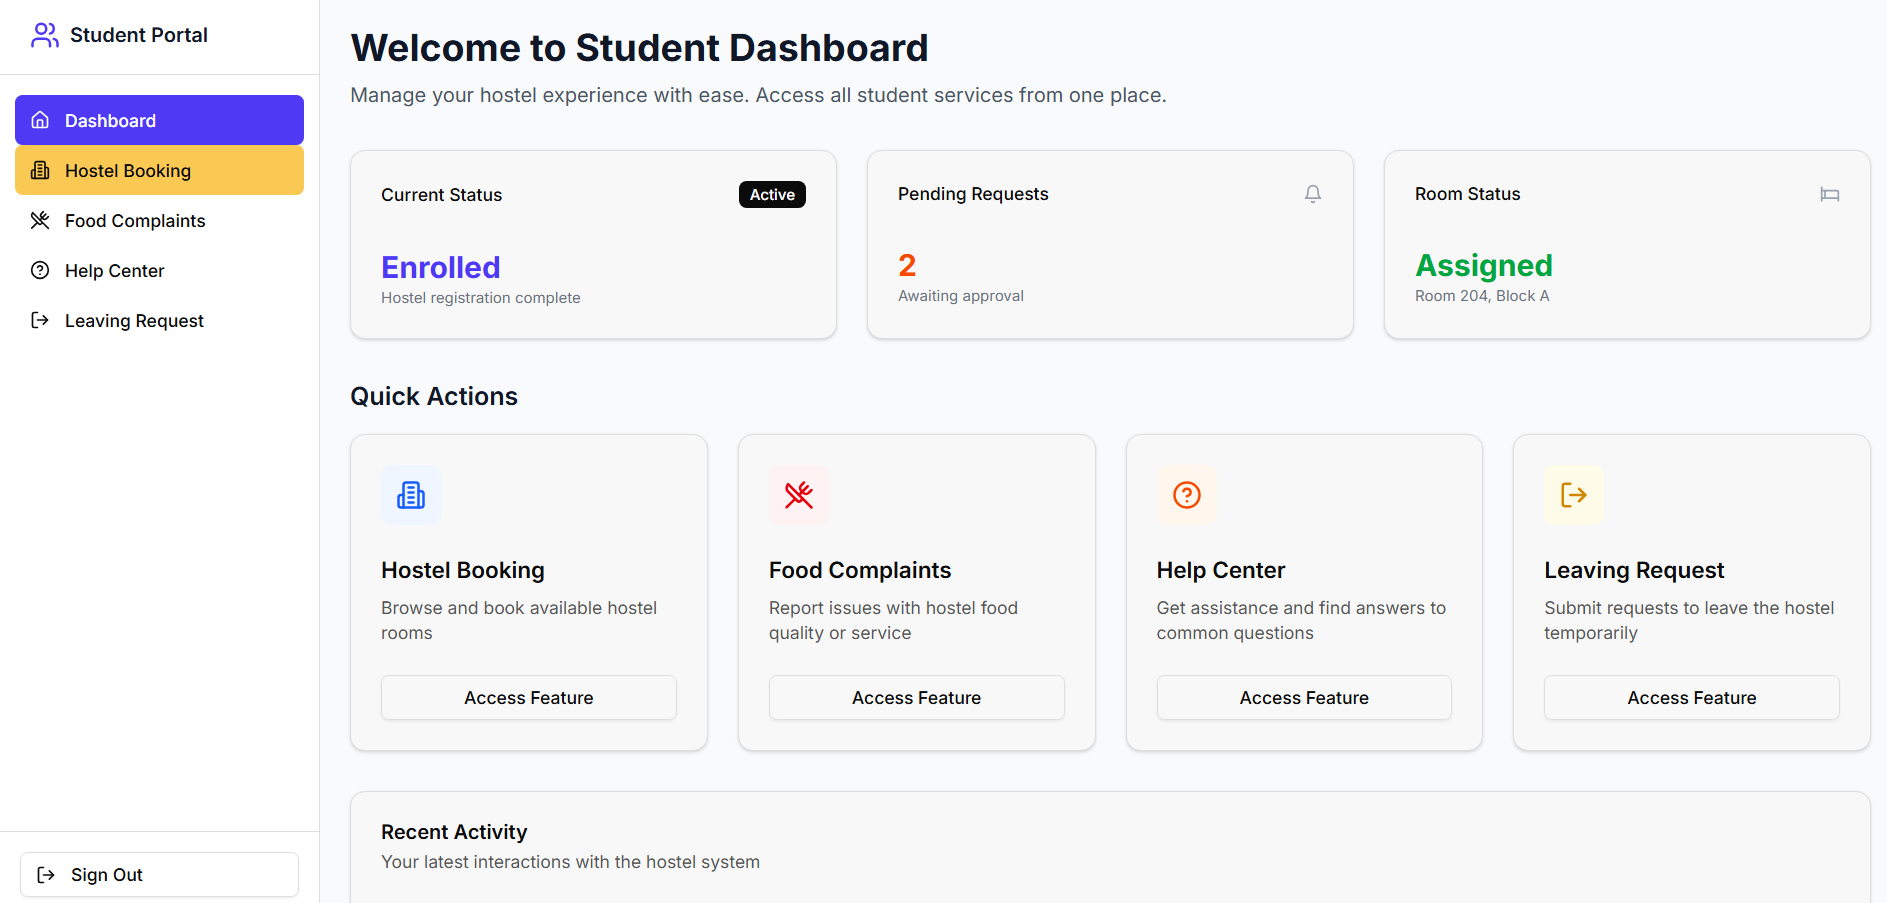 Student Portal
Dashboard
Hostel Booking
Food Complaints
Help Center
Leaving Request
Sign Out
Welcome to Student Dashboard
Manage your hostel experience with ease. Access all student services from one place.
Current Status
Active
Enrolled
Hostel registration complete
Pending Requests
2
Awaiting approval
Room Status
Assigned
Room 204, Block A
Quick Actions
Hostel Booking
Browse and book available hostel
rooms
Access Feature
Food Complaints
Report issues with hostel food
quality or service
Access Feature
Help Center
Get assistance and find answers to
common questions
Access Feature
Leaving Request
Submit requests to leave the hostel
temporarily
Access Feature
Recent Activity
Your latest interactions with the hostel system